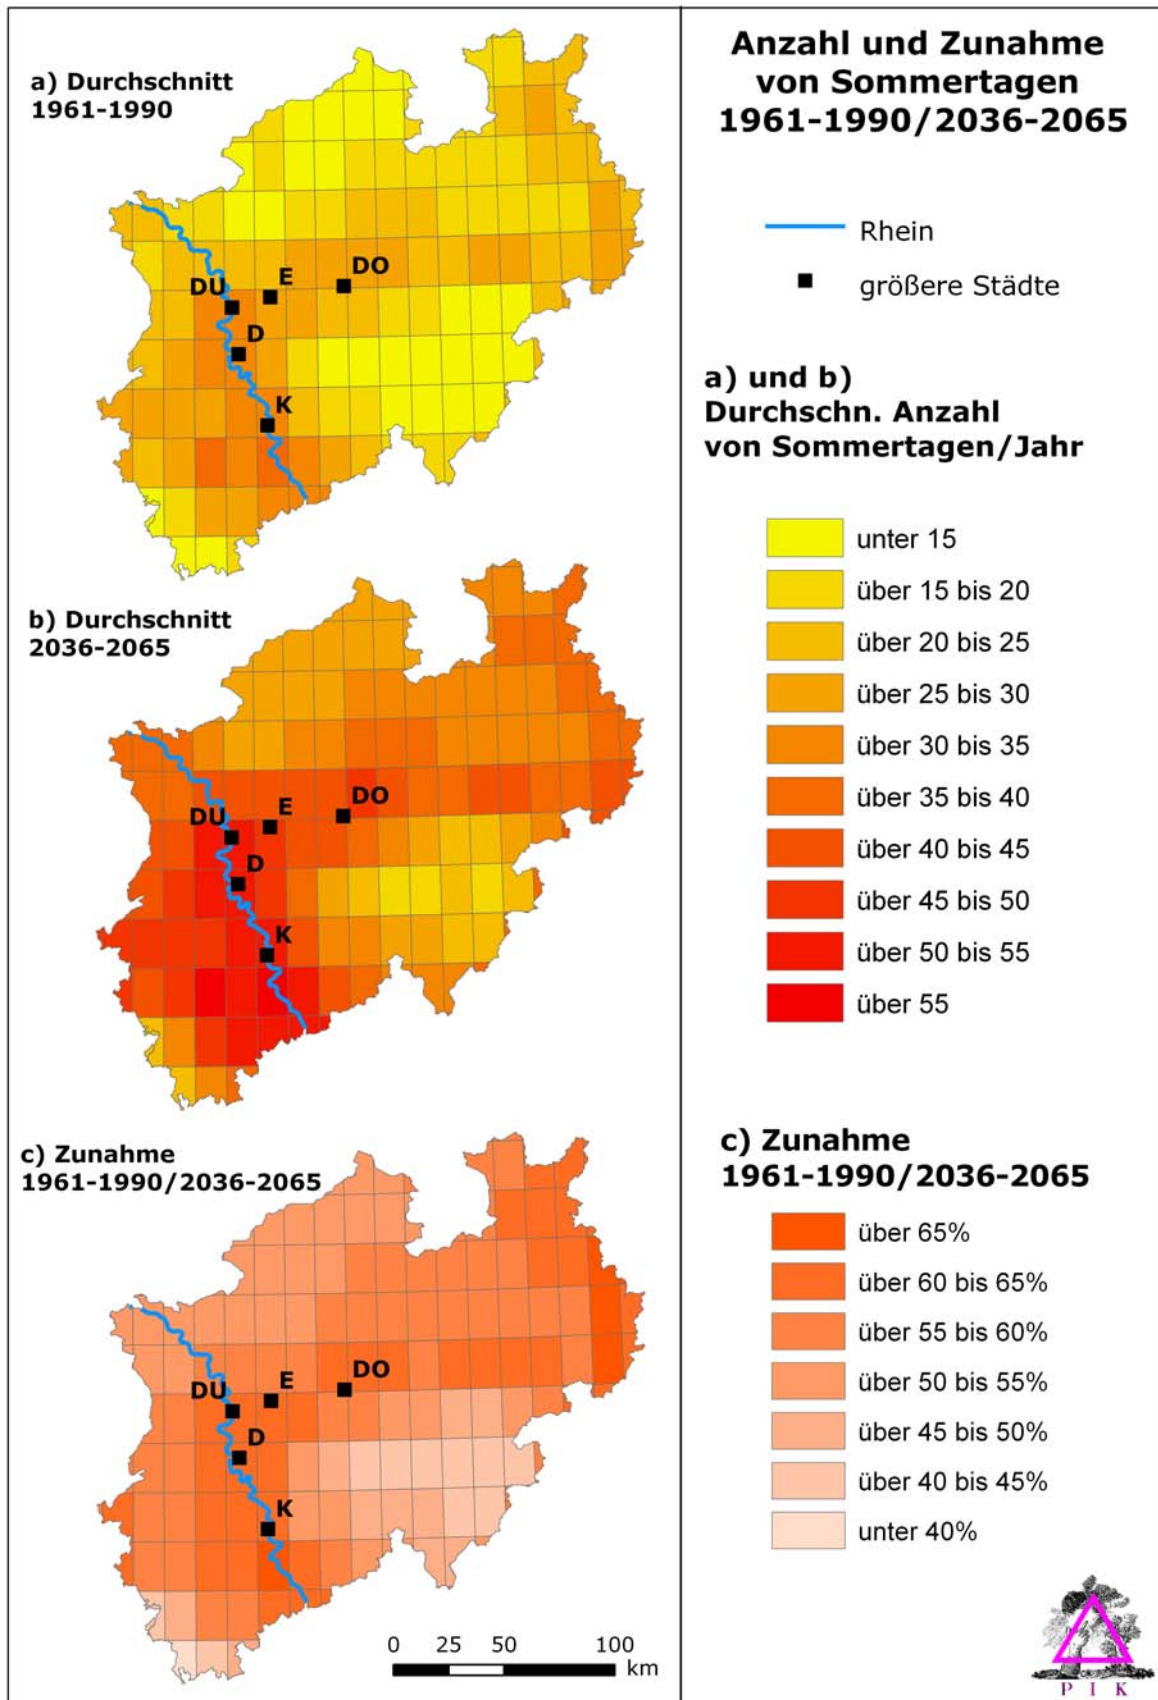 a) Durchschnitt
1961-1990
DU
E
DO
D
K
b) Durchschnitt
2036-2065
DU
E
DO
D
K
c) Zunahme
1961-1990/2036-2065
DU
E
DO
D
K
0 25 50 100
km
Anzahl und Zunahme
von Sommertagen
1961-1990/2036-2065
Rhein
größere Städte
a) und b)
Durchschn. Anzahl
von Sommertagen/Jahr
unter 15
über 15 bis 20
über 20 bis 25
über 25 bis 30
über 30 bis 35
über 35 bis 40
über 40 bis 45
über 45 bis 50
über 50 bis 55
über 55
c) Zunahme
1961-1990/2036-2065
über 65%
über 60 bis 65%
über 55 bis 60%
über 50 bis 55%
über 45 bis 50%
über 40 bis 45%
unter 40%
P I K